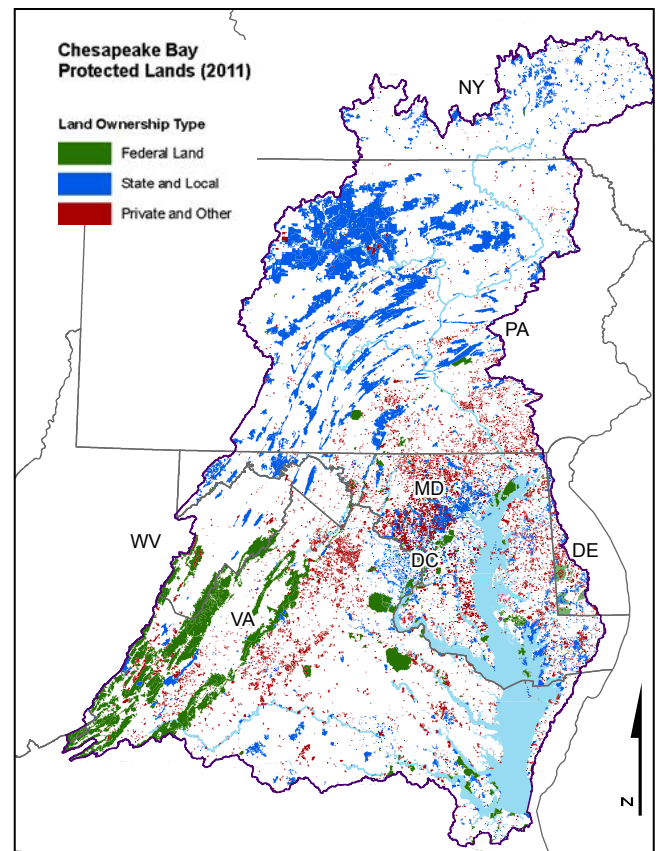 Chesapeake Bay
Protected Lands (2011)
Land Ownership Type
Federal Land
State and Local
Private and Other
NY
PA
MD
WV
DC
DE
VA
N